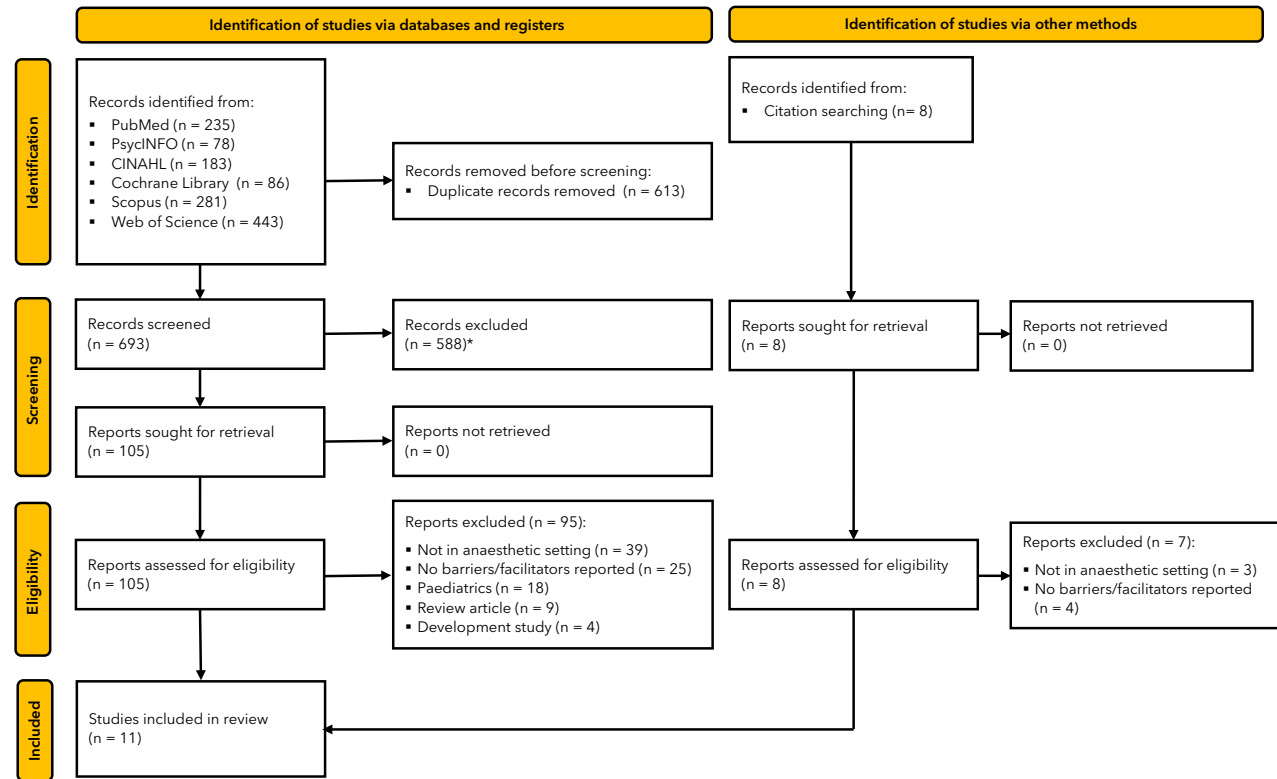 Identification of studies via databases and registers
Identification of studies via other methods
Identification
Records identified from:
▪ PubMed (n = 235)
▪ PsycINFO (n = 78)
▪ CINAHL (n = 183)
▪ Cochrane Library (n = 86)
▪ Scopus (n = 281)
▪ Web of Science (n = 443)
Records removed before screening:
▪ Duplicate records removed (n = 613)
Records identified from:
▪ Citation searching (n= 8)
Screening
Records screened
(n = 693)
Records excluded
(n = 588)*
Reports sought for retrieval
(n = 8)
Reports not retrieved
(n = 0)
Reports sought for retrieval
(n = 105)
Reports not retrieved
(n = 0)
Eligibility
Reports assessed for eligibility
(n = 105)
Reports excluded (n = 95):
▪ Not in anaesthetic setting (n = 39)
▪ No barriers/facilitators reported (n = 25)
▪ Paediatrics (n = 18)
▪ Review article (n = 9)
▪ Development study (n = 4)
Reports assessed for eligibility
(n = 8)
Reports excluded (n = 7):
▪ Not in anaesthetic setting (n = 3)
▪ No barriers/facilitators reported
(n = 4)
Included
Studies included in review
(n = 11)